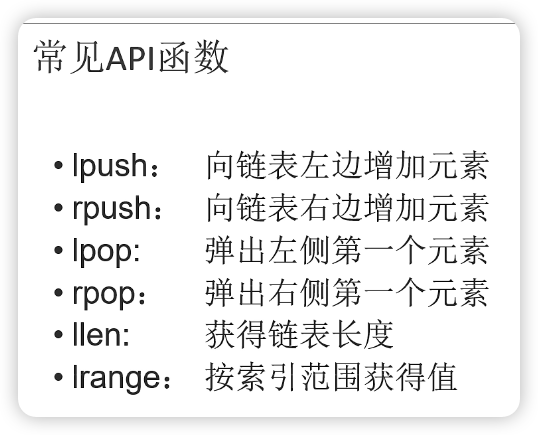 常见API函数
• lpush： 向链表左边增加元素
• rpush： 向链表右边增加元素
• lpop: 弹出左侧第一个元素
• rpop： 弹出右侧第一个元素
• llen: 获得链表长度
• lrange： 按索引范围获得值